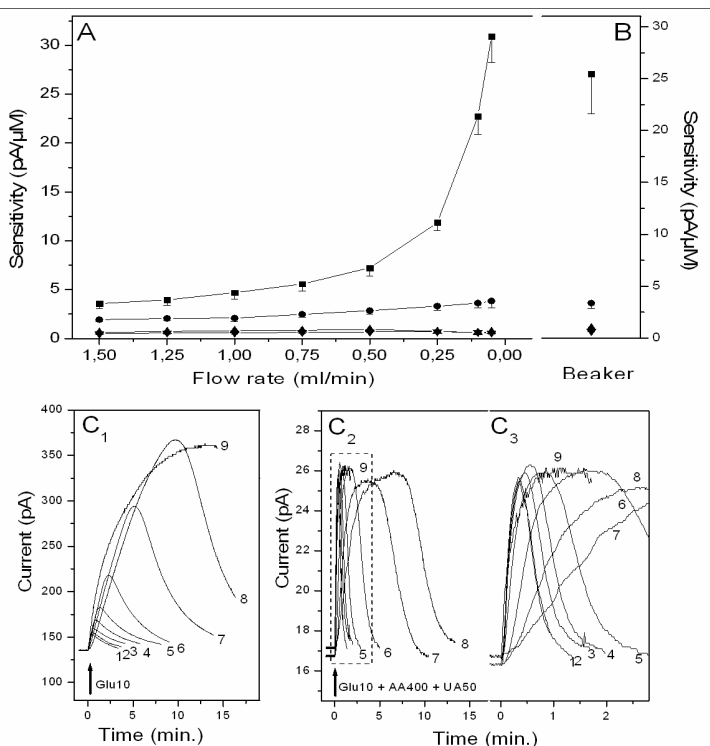 A
B
Sensitivity (pA/µM)
30
25
20
15
10
5
0
1,50 1,25 1,00 0,75 0,50 0,25 0,00
Flow rate (ml/min)
Beaker
30
25
20
15
10
5
0
Sensitivity (pA/µM)
C1
Current (pA)
400
350
300
250
200
150
100
9
8
7
12 3 4 5 6
Glu10
0 5 10 15
Time (min.)
C2
Current (pA)
28
26
24
22
20
18
16
9
5 6 7 8
Glu10 + AA400 + UA50
0 5 10 15
Time (min.)
C3
9
8
6
7
12 3 4 5
0 1 2
Time (min.)